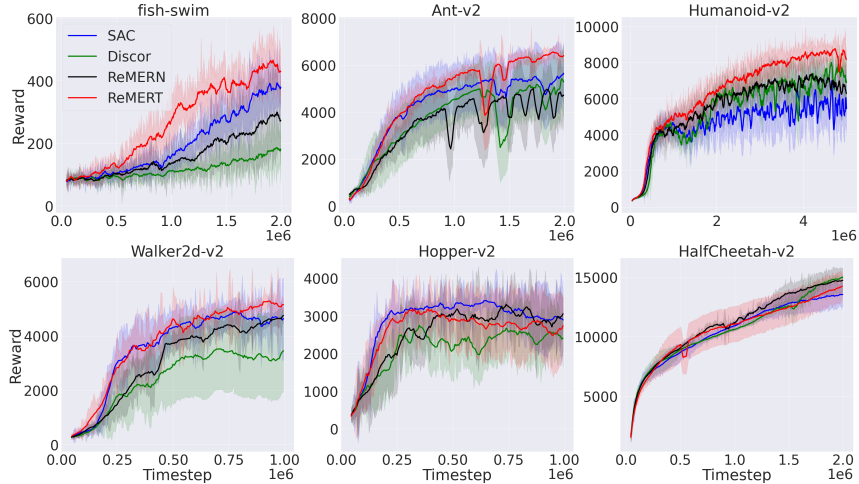 fish-swim
Ant-v2
Humanoid-v2
SAC
Discor
ReMERN
ReMERT
Reward
600
400
200
0
0.0 0.5 1.0 1.5 2.0
1e6
8000
6000
4000
2000
0
0.0 0.5 1.0 1.5 2.0
1e6
10000
8000
6000
4000
2000
0
0 2 4
1e6
Walker2d-v2
Hopper-v2
HalfCheetah-v2
Reward
6000
4000
2000
0
0.00 0.25 0.50 0.75 1.00
Timestep
1e6
4000
3000
2000
1000
0
0.00 0.25 0.50 0.75 1.00
Timestep
1e6
15000
10000
5000
0.0 0.5 1.0 1.5 2.0
Timestep
1e6